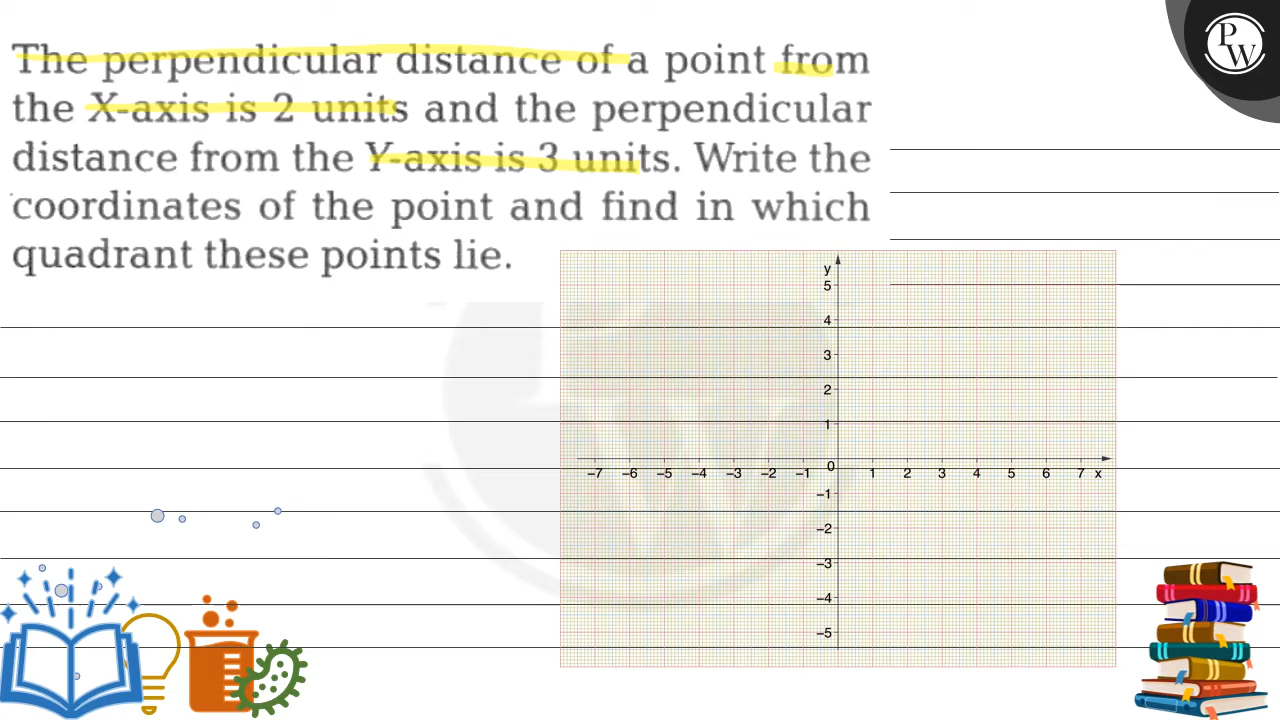 The perpendicular distance of a point from
the X-axis is 2 units and the perpendicular
distance from the Y-axis is 3 units. Write the
coordinates of the point and find in which
quadrant these points lie.
PW
y
5
4
3
2
1
0
−7 −6 −5 −4 −3 −2 −1 1 2 3 4 5 6 7 x
−1
−2
−3
−4
−5